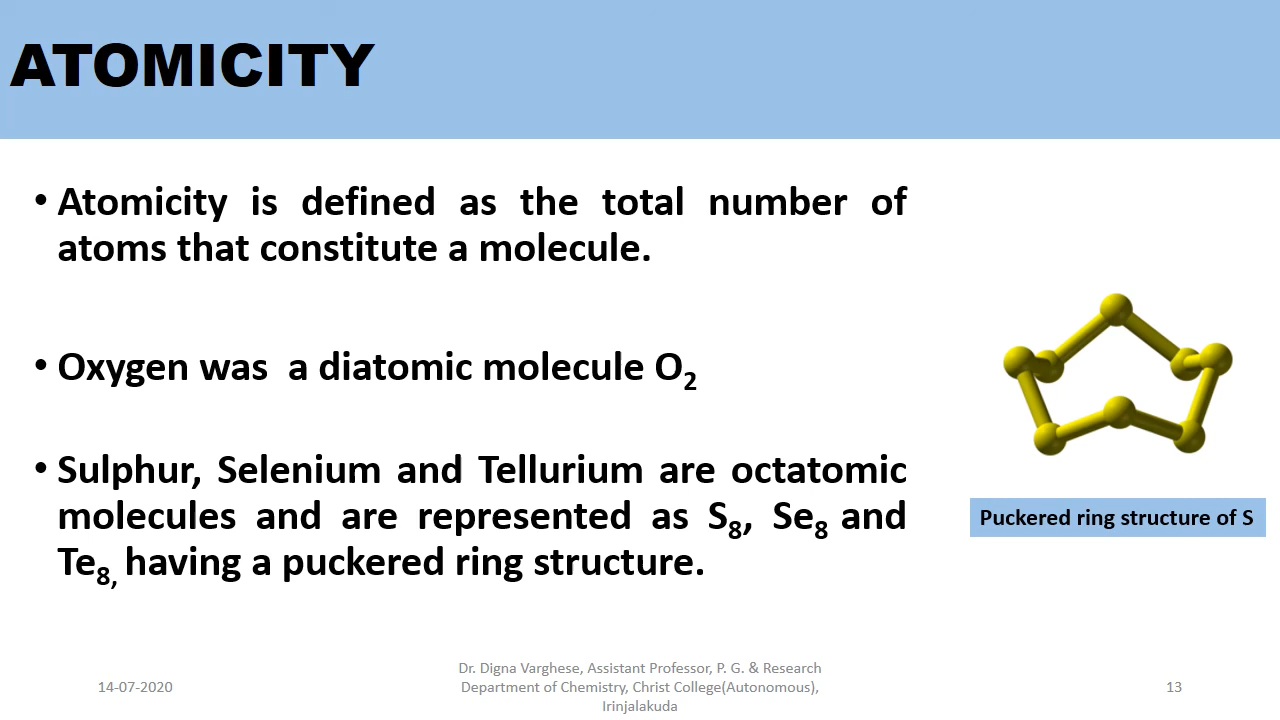 ATOMICITY
• Atomicity is defined as the total number of
atoms that constitute a molecule.
• Oxygen was  a diatomic molecule O₂
• Sulphur, Selenium and Tellurium are octatomic
molecules and are represented as S₈, Se₈ and
Te₈, having a puckered ring structure.
Puckered ring structure of S
14-07-2020
Dr. Digna Varghese, Assistant Professor, P. G. & Research
Department of Chemistry, Christ College(Autonomous),
Irinjalakuda
13